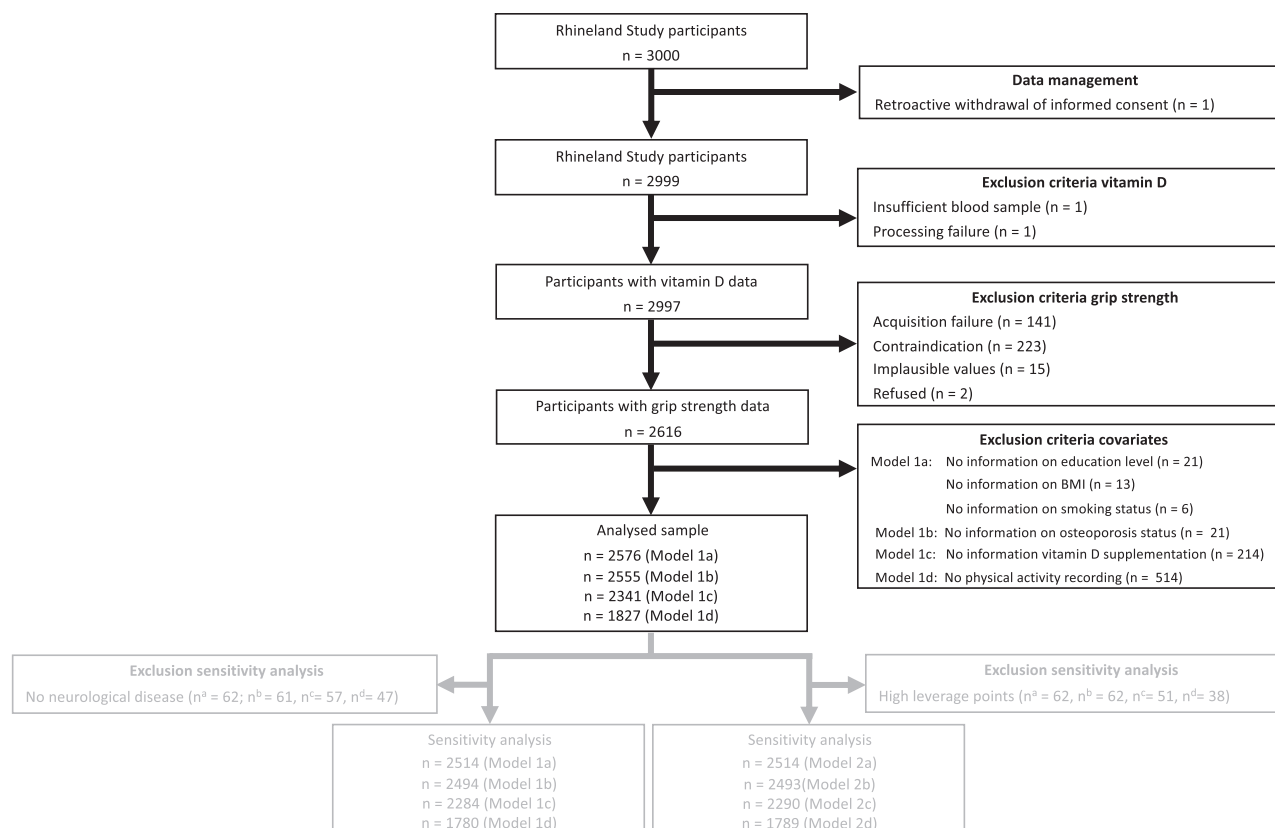 Rhineland Study participants
n = 3000
Data management
Retroactive withdrawal of informed consent (n = 1)
Rhineland Study participants
n = 2999
Exclusion criteria vitamin D
Insufficient blood sample (n = 1)
Processing failure (n = 1)
Participants with vitamin D data
n = 2997
Exclusion criteria grip strength
Acquisition failure (n = 141)
Contraindication (n = 223)
Implausible values (n = 15)
Refused (n = 2)
Participants with grip strength data
n = 2616
Exclusion criteria covariates
Model 1a: No information on education level (n = 21)
No information on BMI (n = 13)
No information on smoking status (n = 6)
Model 1b: No information on osteoporosis status (n = 21)
Model 1c: No information vitamin D supplementation (n = 214)
Model 1d: No physical activity recording (n = 514)
Analysed sample
n = 2576 (Model 1a)
n = 2555 (Model 1b)
n = 2341 (Model 1c)
n = 1827 (Model 1d)
Exclusion sensitivity analysis
No neurological disease (nᵃ = 62; nᵇ = 61, nᶜ= 57, nᵈ= 47)
Exclusion sensitivity analysis
High leverage points (nᵃ = 62, nᵇ = 62, nᶜ= 51, nᵈ= 38)
Sensitivity analysis
n = 2514 (Model 1a)
n = 2494 (Model 1b)
n = 2284 (Model 1c)
n = 1780 (Model 1d)
Sensitivity analysis
n = 2514 (Model 2a)
n = 2493(Model 2b)
n = 2290 (Model 2c)
n = 1789 (Model 2d)